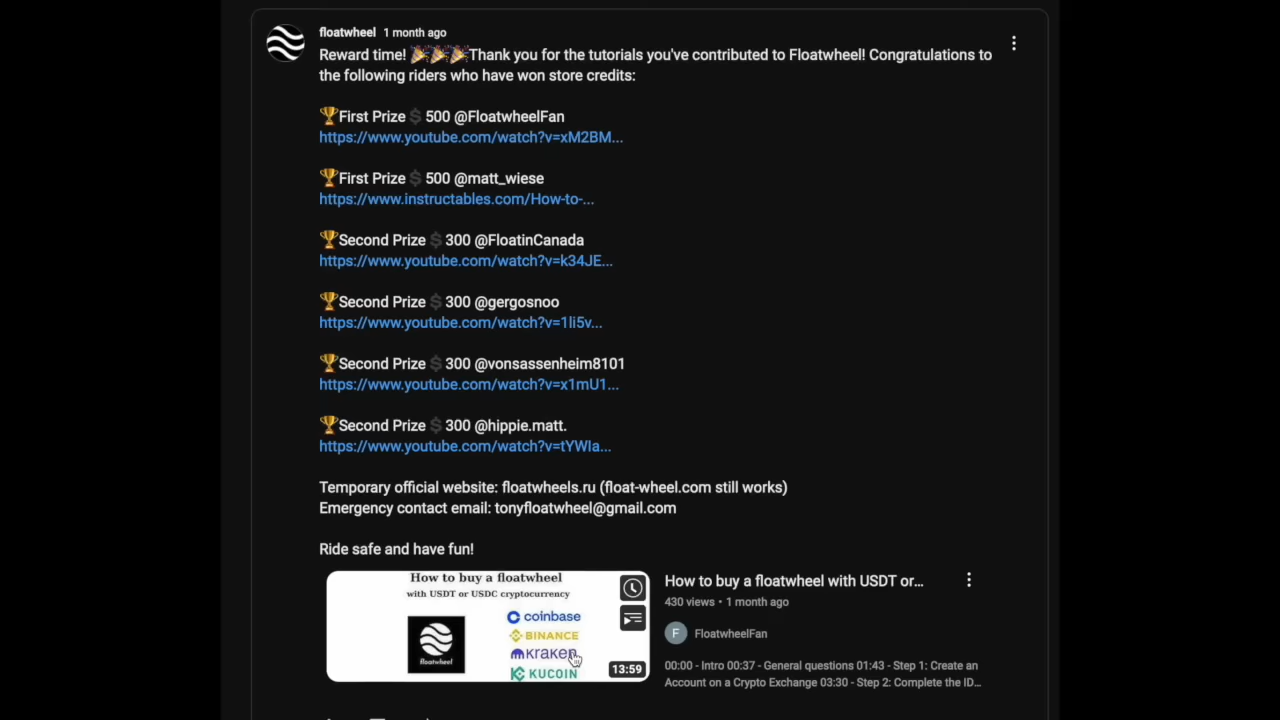 floatwheel 1 month ago
Reward time! 🎉🎉🎉Thank you for the tutorials you've contributed to Floatwheel! Congratulations to
the following riders who have won store credits:
🏆First Prize💲500 @FloatwheelFan
https://www.youtube.com/watch?v=xM2BM...
🏆First Prize💲500 @matt_wiese
https://www.instructables.com/How-to-...
🏆Second Prize💲300 @FloatinCanada
https://www.youtube.com/watch?v=k34JE...
🏆Second Prize💲300 @gergosnoo
https://www.youtube.com/watch?v=1li5v...
🏆Second Prize💲300 @vonsassenheim8101
https://www.youtube.com/watch?v=x1mU1...
🏆Second Prize💲300 @hippie.matt.
https://www.youtube.com/watch?v=tYWIa...
Temporary official website: floatwheels.ru (float-wheel.com still works)
Emergency contact email: tonyfloatwheel@gmail.com
Ride safe and have fun!
How to buy a floatwheel
with USDT or USDC cryptocurrency
floatwheel
coinbase
BINANCE
kraken
KUCOIN
13:59
How to buy a floatwheel with USDT or...
430 views • 1 month ago
F FloatwheelFan
00:00 - Intro 00:37 - General questions 01:43 - Step 1: Create an
Account on a Crypto Exchange 03:30 - Step 2: Complete the ID...